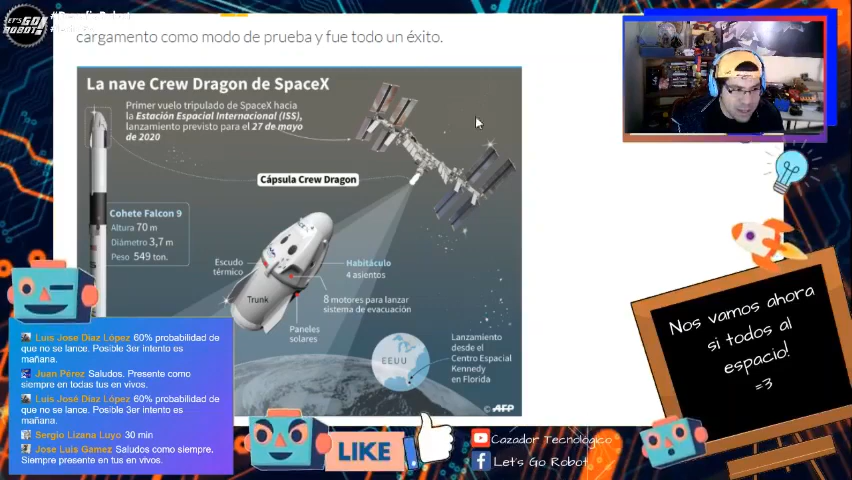 LET'S GO
ROBOT!
cargamento como modo de prueba y fue todo un éxito.
La nave Crew Dragon de SpaceX
Primer vuelo tripulado de SpaceX hacia
la Estación Espacial Internacional (ISS),
lanzamiento previsto para el 27 de mayo
de 2020
Cápsula Crew Dragon
Cohete Falcon 9
Altura 70 m
Diámetro 3,7 m
Peso 549 ton.
Escudo
térmico
Habitáculo
4 asientos
Trunk
8 motores para lanzar
sistema de evacuación
Paneles
solares
EEUU
Lanzamiento
desde el
Centro Espacial
Kennedy
en Florida
© AFP
Nos vamos ahora
si todos al
espacio!
=3
Luis Jose Díaz López 60% probabilidad de
que no se lance. Posible 3er intento es
mañana.
Juan Pérez Saludos. Presente como
siempre en todas tus en vivos.
Luis José Díaz López 60% probabilidad de
que no se lance. Posible 3er intento es
mañana.
Sergio Lizana Luyo 30 min
Jose Luis Gamez Saludos como siempre.
Siempre presente en tus en vivos.
LIKE
Cazador Tecnológico
Let's Go Robot